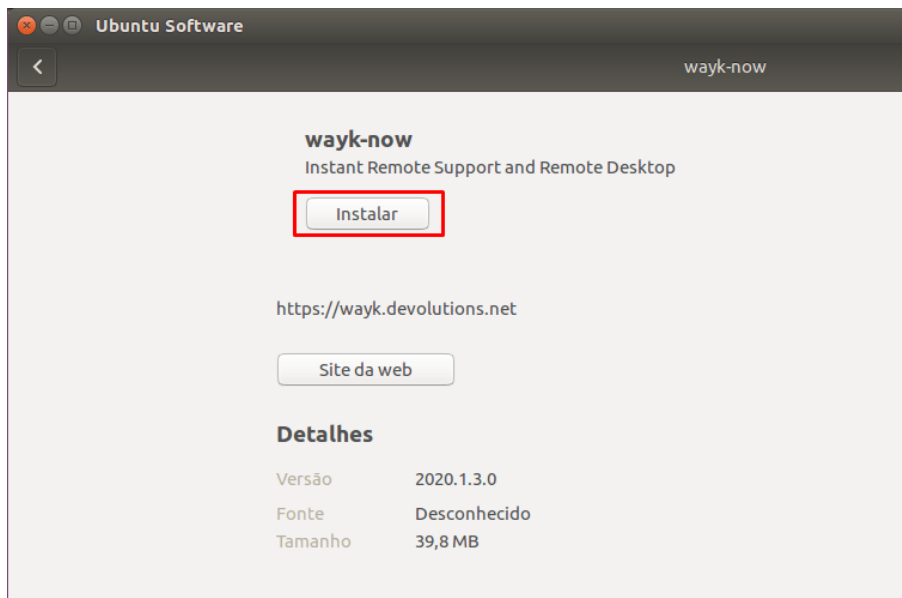 Ubuntu Software
wayk-now
wayk-now
Instant Remote Support and Remote Desktop
Instalar
https://wayk.devolutions.net
Site da web
Detalhes
Versão 2020.1.3.0
Fonte Desconhecido
Tamanho 39,8 MB